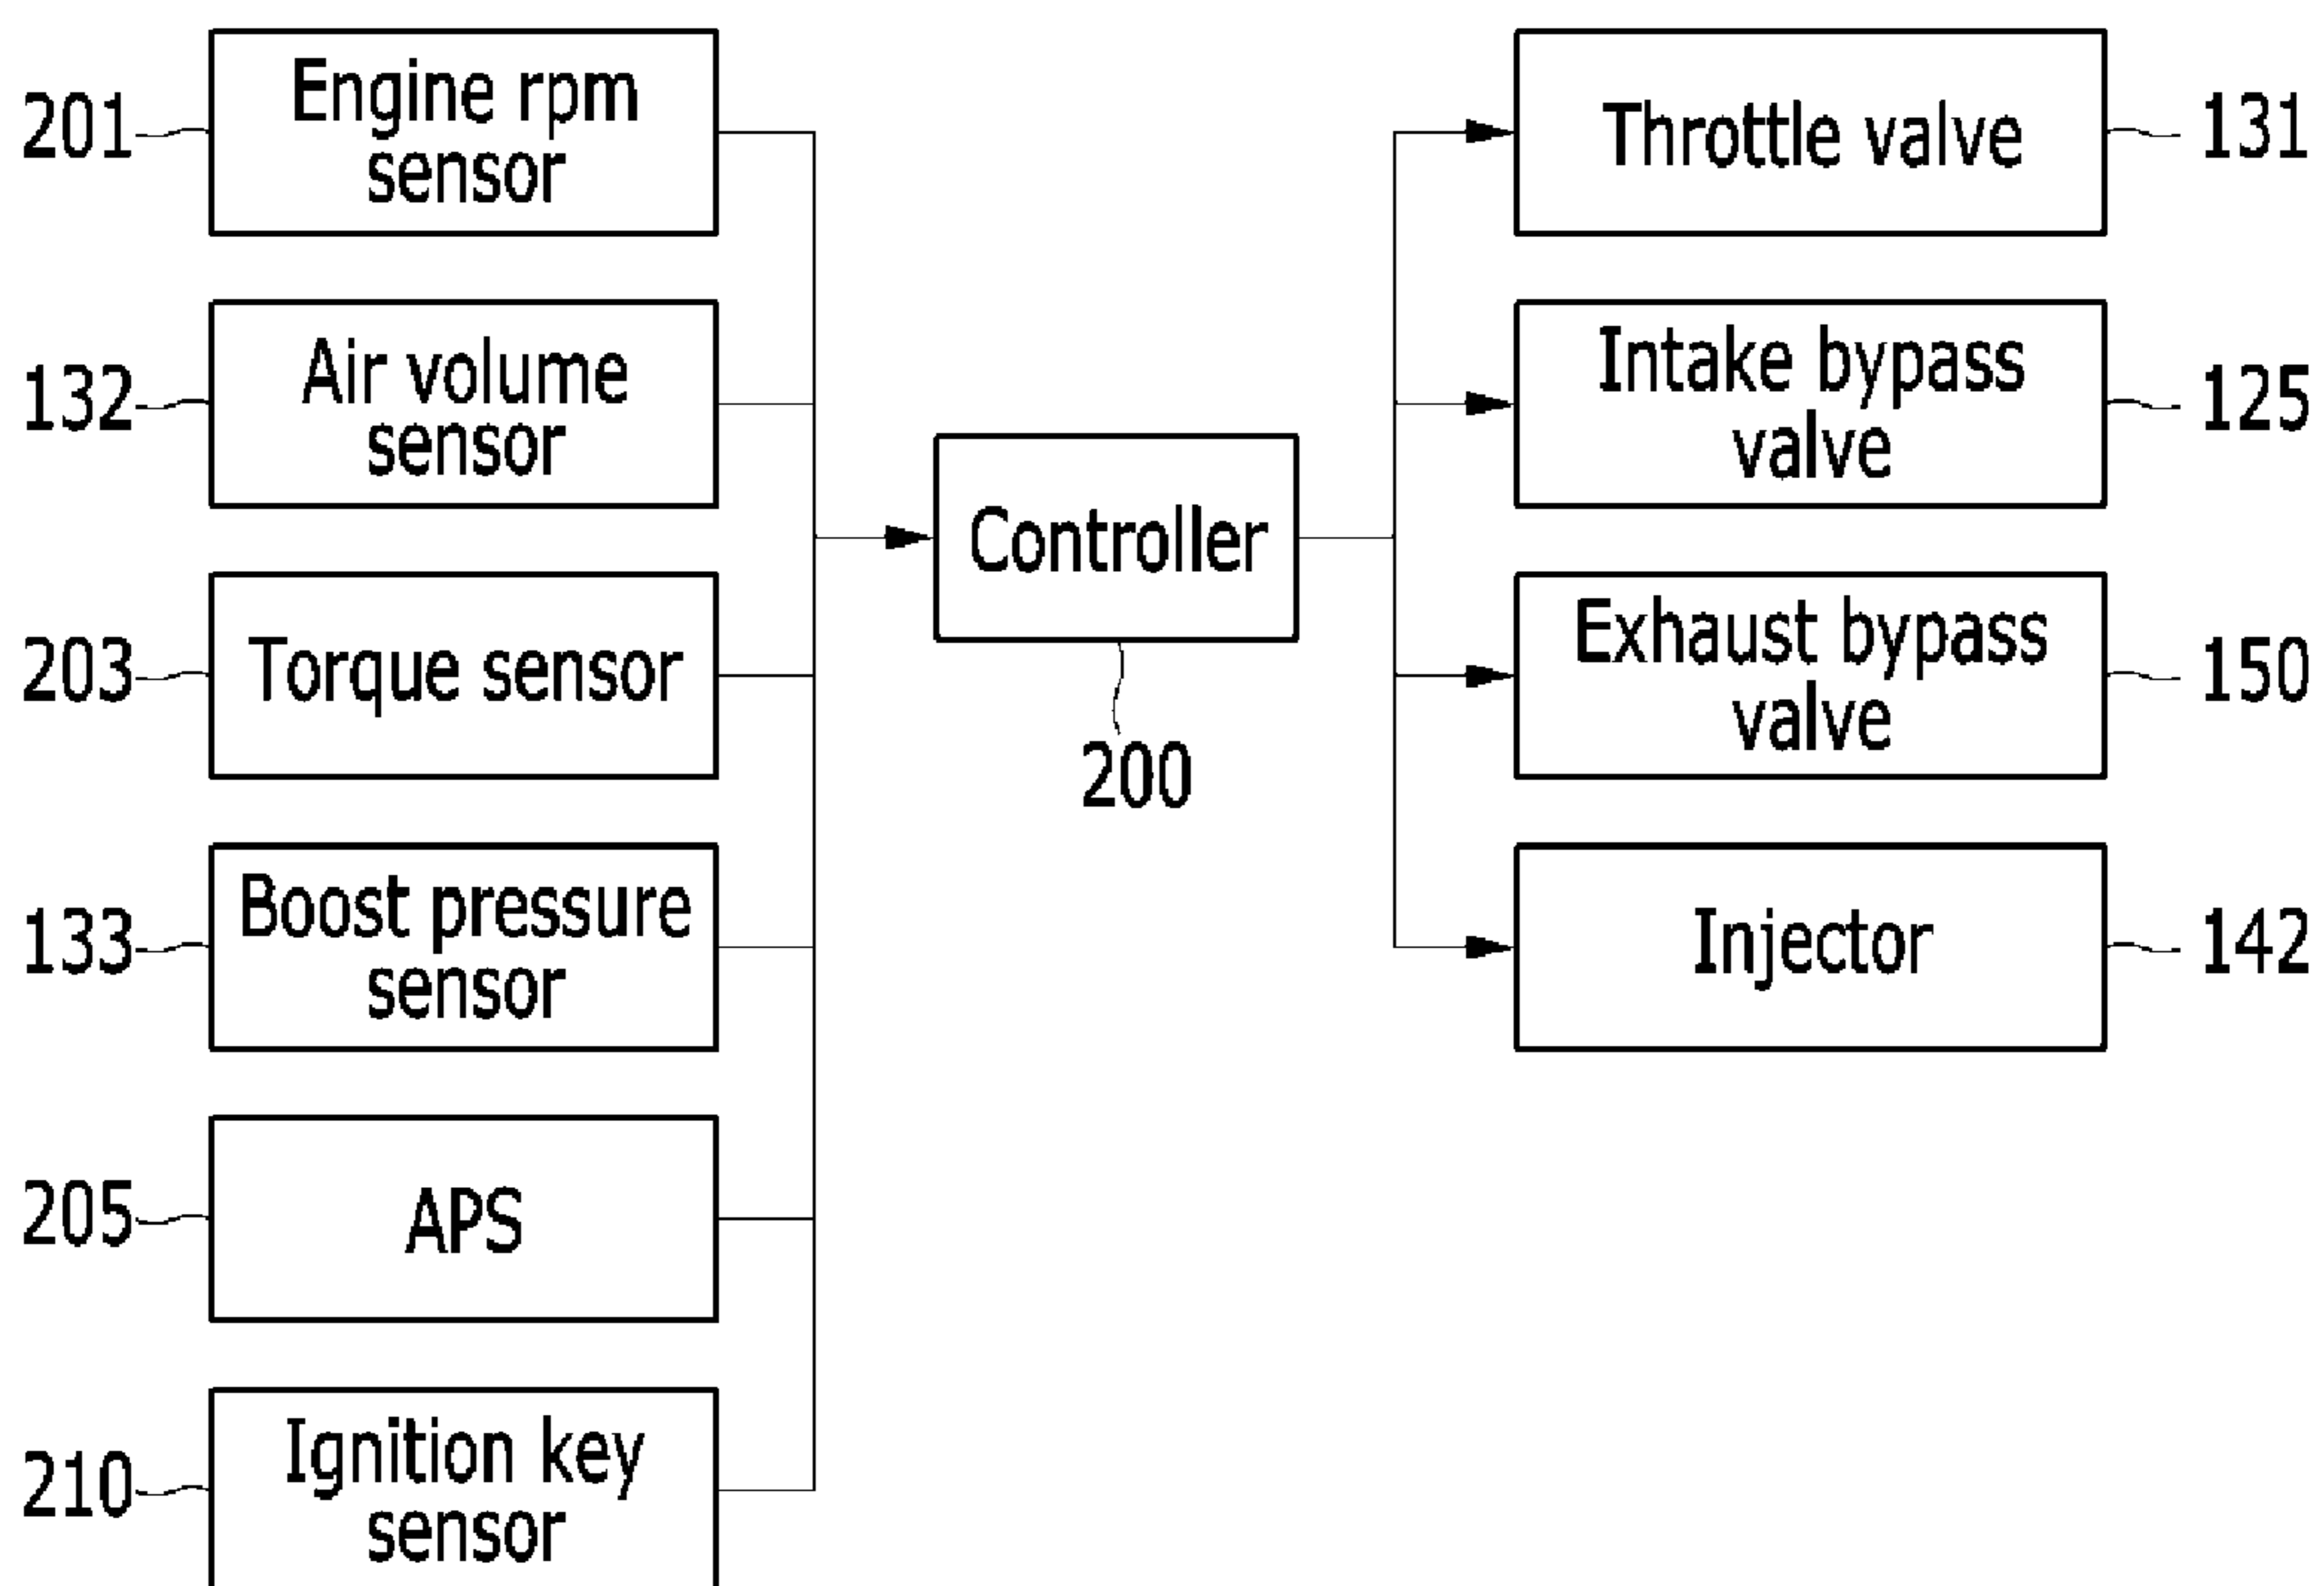 201
Engine rpm
sensor
132
Air volume
sensor
203
Torque sensor
133
Boost pressure
sensor
205
APS
210
Ignition key
sensor
Controller
200
Throttle valve
131
Intake bypass
valve
125
Exhaust bypass
valve
150
Injector
142